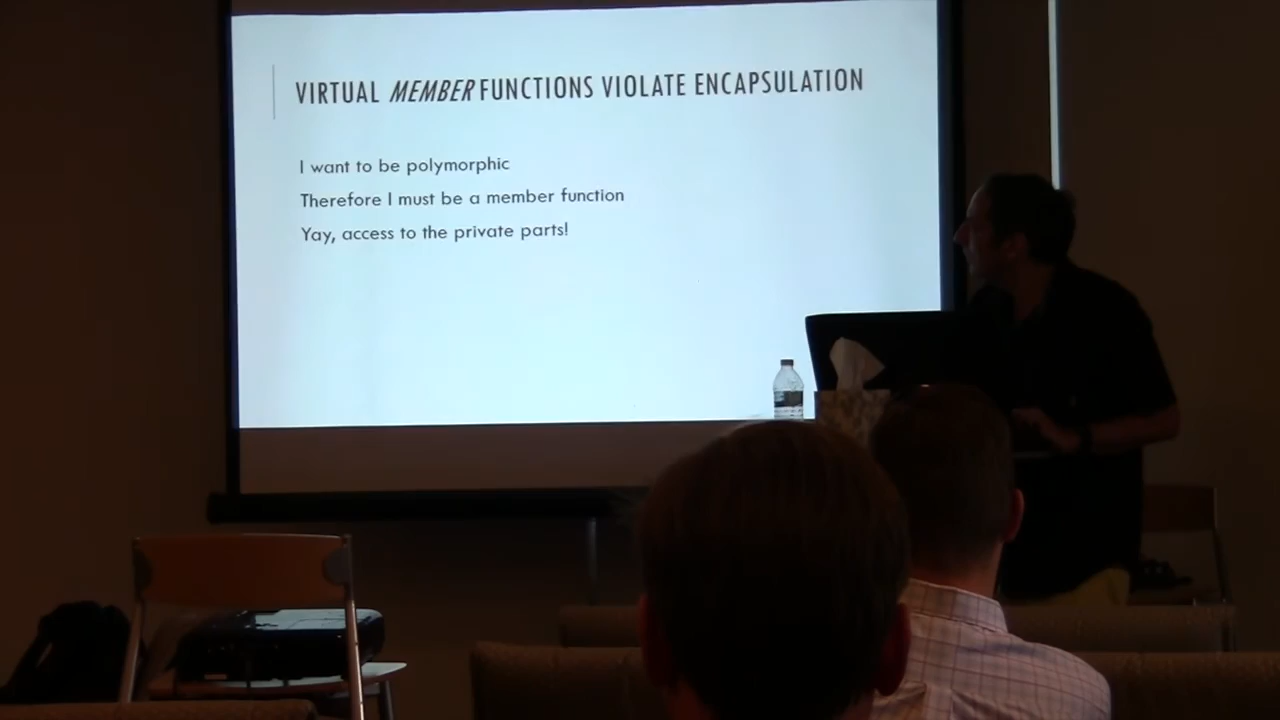 VIRTUAL MEMBER FUNCTIONS VIOLATE ENCAPSULATION
I want to be polymorphic
Therefore I must be a member function
Yay, access to the private parts!